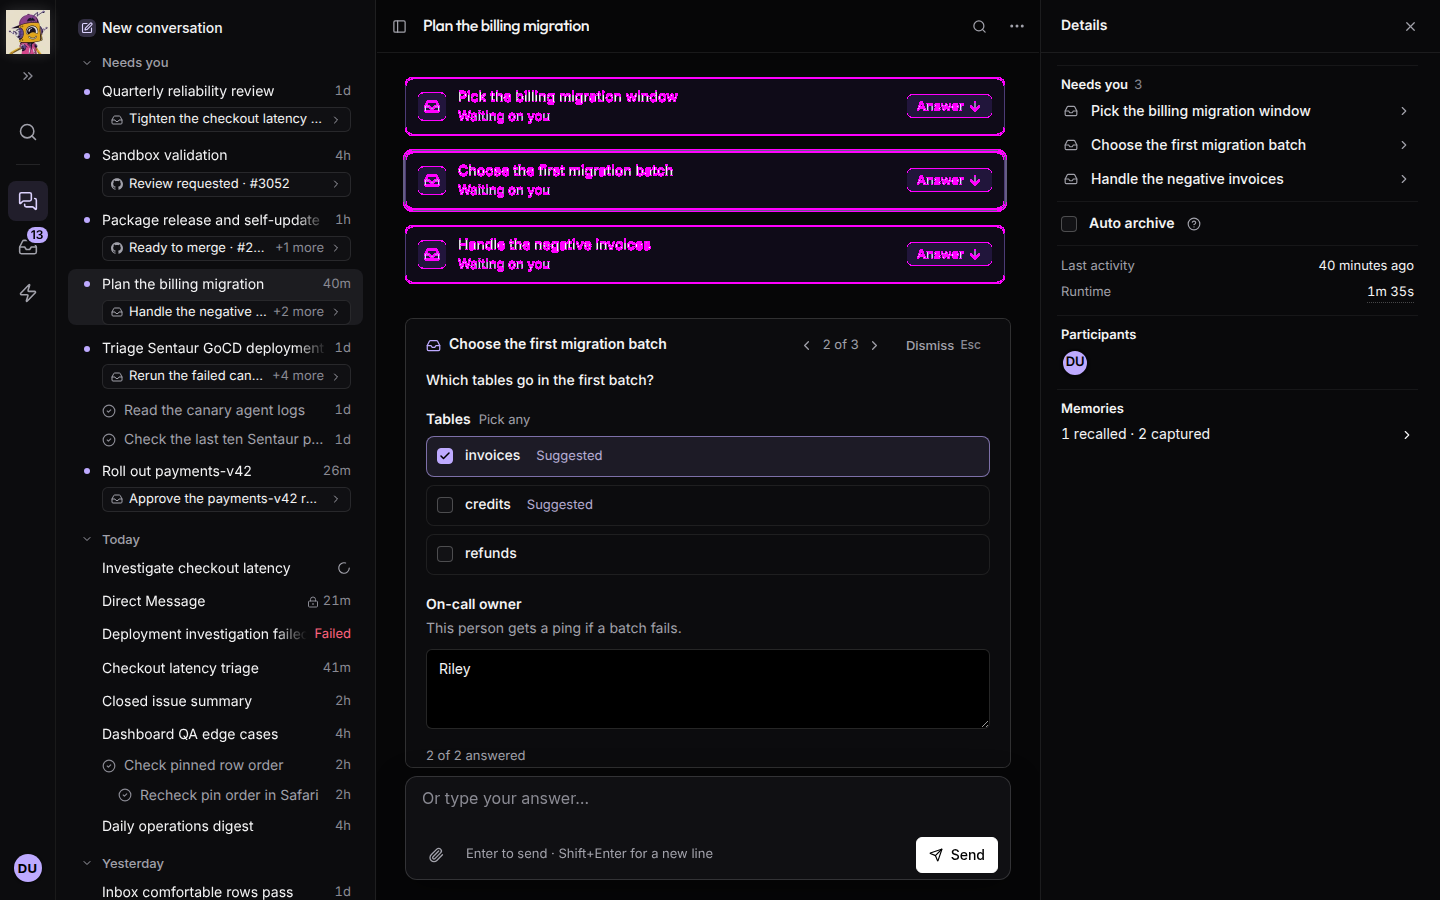 New conversation
Needs you
Quarterly reliability review 1d
Tighten the checkout latency ...
Sandbox validation 4h
Review requested · #3052
Package release and self-update 1h
Ready to merge · #2... +1 more
Plan the billing migration 40m
Handle the negative ... +2 more
Triage Sentaur GoCD deployment 1d
Rerun the failed can... +4 more
Read the canary agent logs 1d
Check the last ten Sentaur p... 1d
Roll out payments-v42 26m
Approve the payments-v42 r...
Today
Investigate checkout latency
Direct Message 21m
Deployment investigation failed Failed
Checkout latency triage 41m
Closed issue summary 2h
Dashboard QA edge cases 4h
Check pinned row order 2h
Recheck pin order in Safari 2h
Daily operations digest 4h
Yesterday
Inbox comfortable rows pass 1d
13
DU
Plan the billing migration
Pick the billing migration window
Waiting on you
Answer
Choose the first migration batch
Waiting on you
Answer
Handle the negative invoices
Waiting on you
Answer
Choose the first migration batch 2 of 3 Dismiss Esc
Which tables go in the first batch?
Tables Pick any
invoices Suggested
credits Suggested
refunds
On-call owner
This person gets a ping if a batch fails.
Riley
2 of 2 answered
Or type your answer...
Enter to send · Shift+Enter for a new line
Send
Details
Needs you 3
Pick the billing migration window
Choose the first migration batch
Handle the negative invoices
Auto archive
Last activity 40 minutes ago
Runtime 1m 35s
Participants
DU
Memories
1 recalled · 2 captured